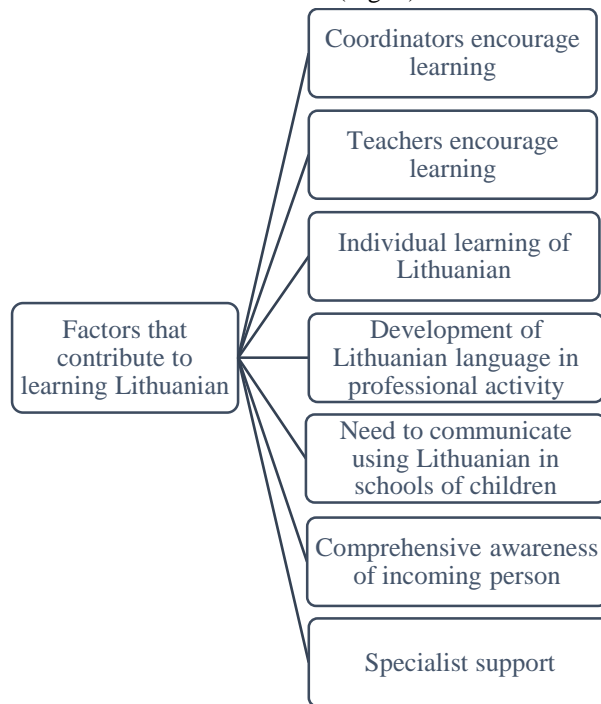 Coordinators encourage
learning
Teachers encourage
learning
Individual learning of
Lithuanian
Factors that
contribute to
learning Lithuanian
Development of
Lithuanian language in
professional activity
Need to communicate
using Lithuanian in
schools of children
Comprehensive awareness
of incoming person
Specialist support